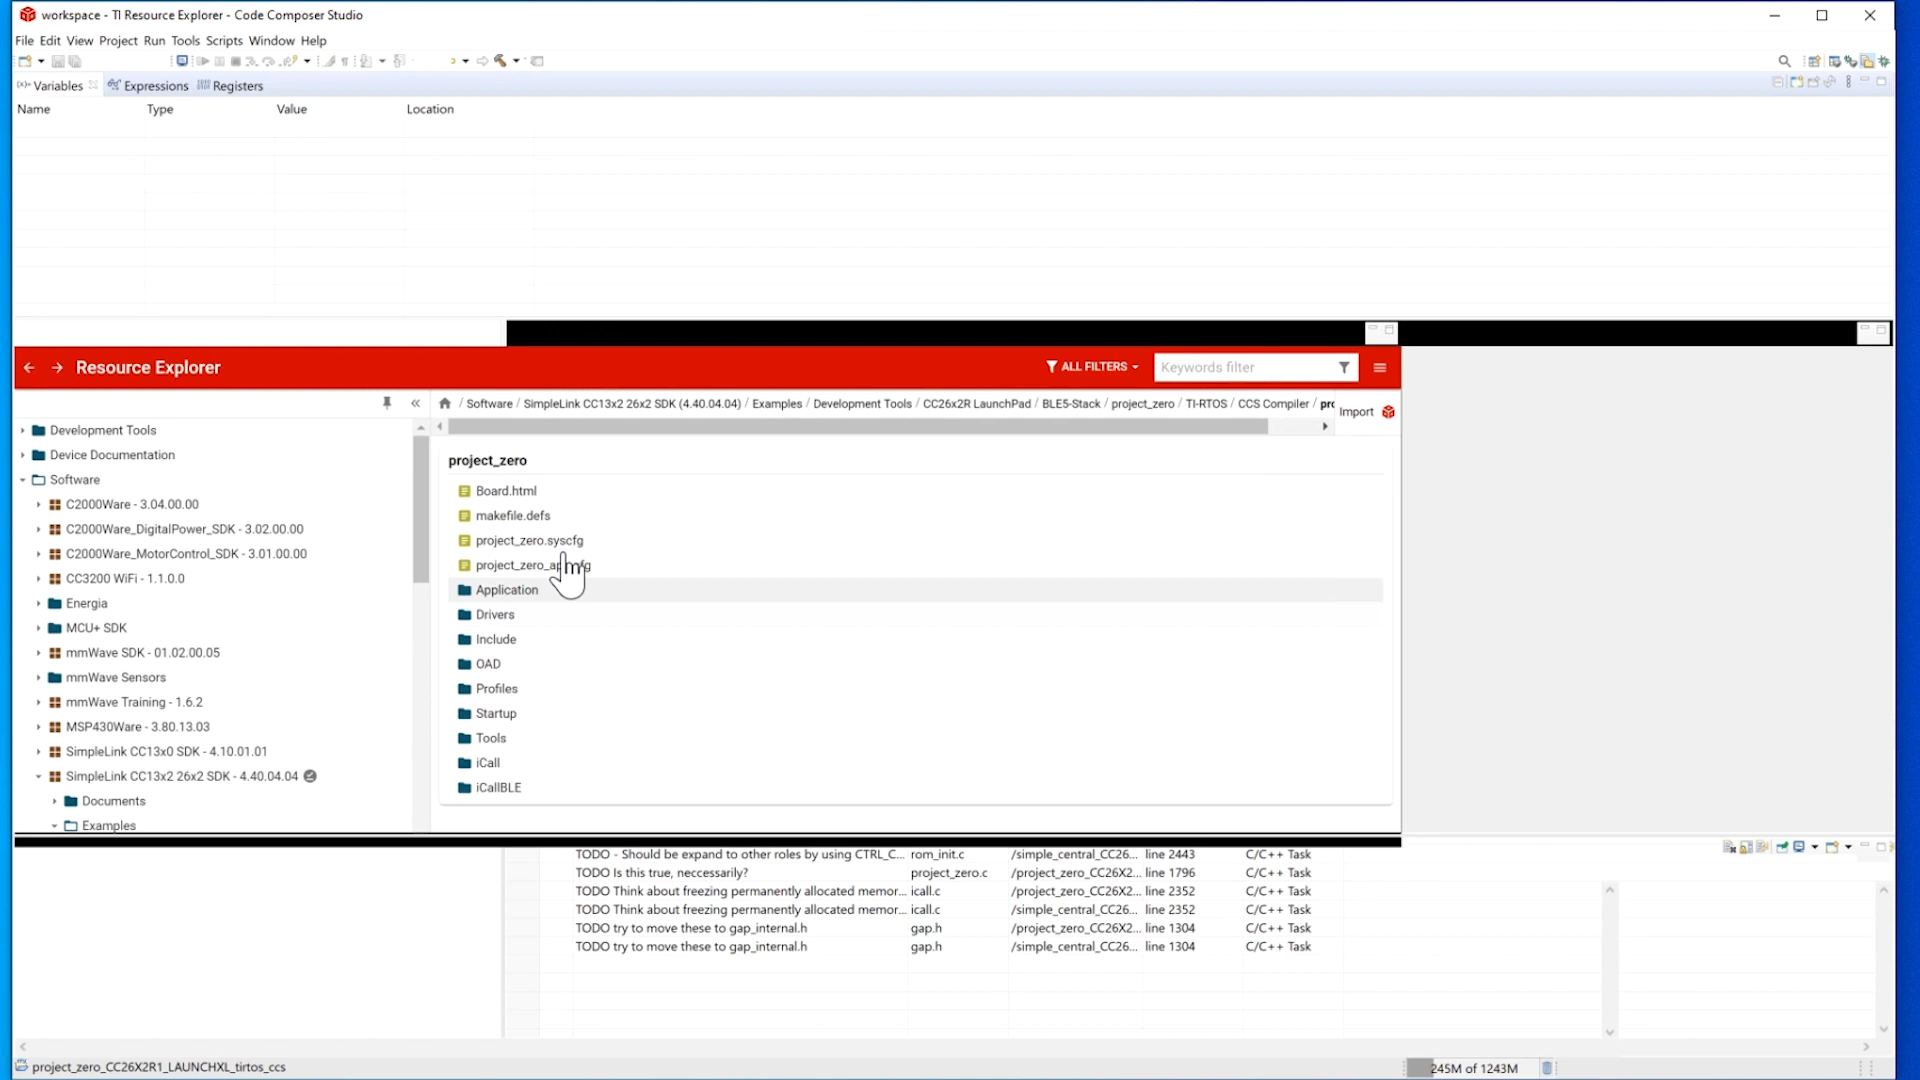 workspace - TI Resource Explorer - Code Composer Studio
File Edit View Project Run Tools Scripts Window Help
Variables Expressions Registers
Name Type Value Location
Resource Explorer ALL FILTERS Keywords filter
/ Software / SimpleLink CC13x2 26x2 SDK (4.40.04.04) / Examples / Development Tools / CC26x2R LaunchPad / BLE5-Stack / project_zero / TI-RTOS / CCS Compiler / Import
Development Tools
Device Documentation
Software
C2000Ware - 3.04.00.00
C2000Ware_DigitalPower_SDK - 3.02.00.00
C2000Ware_MotorControl_SDK - 3.01.00.00
CC3200 WiFi - 1.1.0.0
Energia
MCU+ SDK
mmWave SDK - 01.02.00.05
mmWave Sensors
mmWave Training - 1.6.2
MSP430Ware - 3.80.13.03
SimpleLink CC13x0 SDK - 4.10.01.01
SimpleLink CC13x2 26x2 SDK - 4.40.04.04
Documents
Examples
project_zero
Board.html
makefile.defs
project_zero.syscfg
Application
Drivers
Include
OAD
Profiles
Startup
Tools
iCall
iCallBLE
TODO - Should be expand to other roles by using CTRL_C... rom_init.c /simple_central_CC26... line 2443 C/C++ Task
TODO Is this true, neccessarily? project_zero.c /project_zero_CC26X2... line 1796 C/C++ Task
TODO Think about freezing permanently allocated memor... icall.c /project_zero_CC26X2... line 2352 C/C++ Task
TODO Think about freezing permanently allocated memor... icall.c /simple_central_CC26... line 2352 C/C++ Task
TODO try to move these to gap_internal.h gap.h /project_zero_CC26X2... line 1304 C/C++ Task
TODO try to move these to gap_internal.h gap.h /simple_central_CC26... line 1304 C/C++ Task
project_zero_CC26X2R1_LAUNCHXL_tirtos_ccs 245M of 1243M